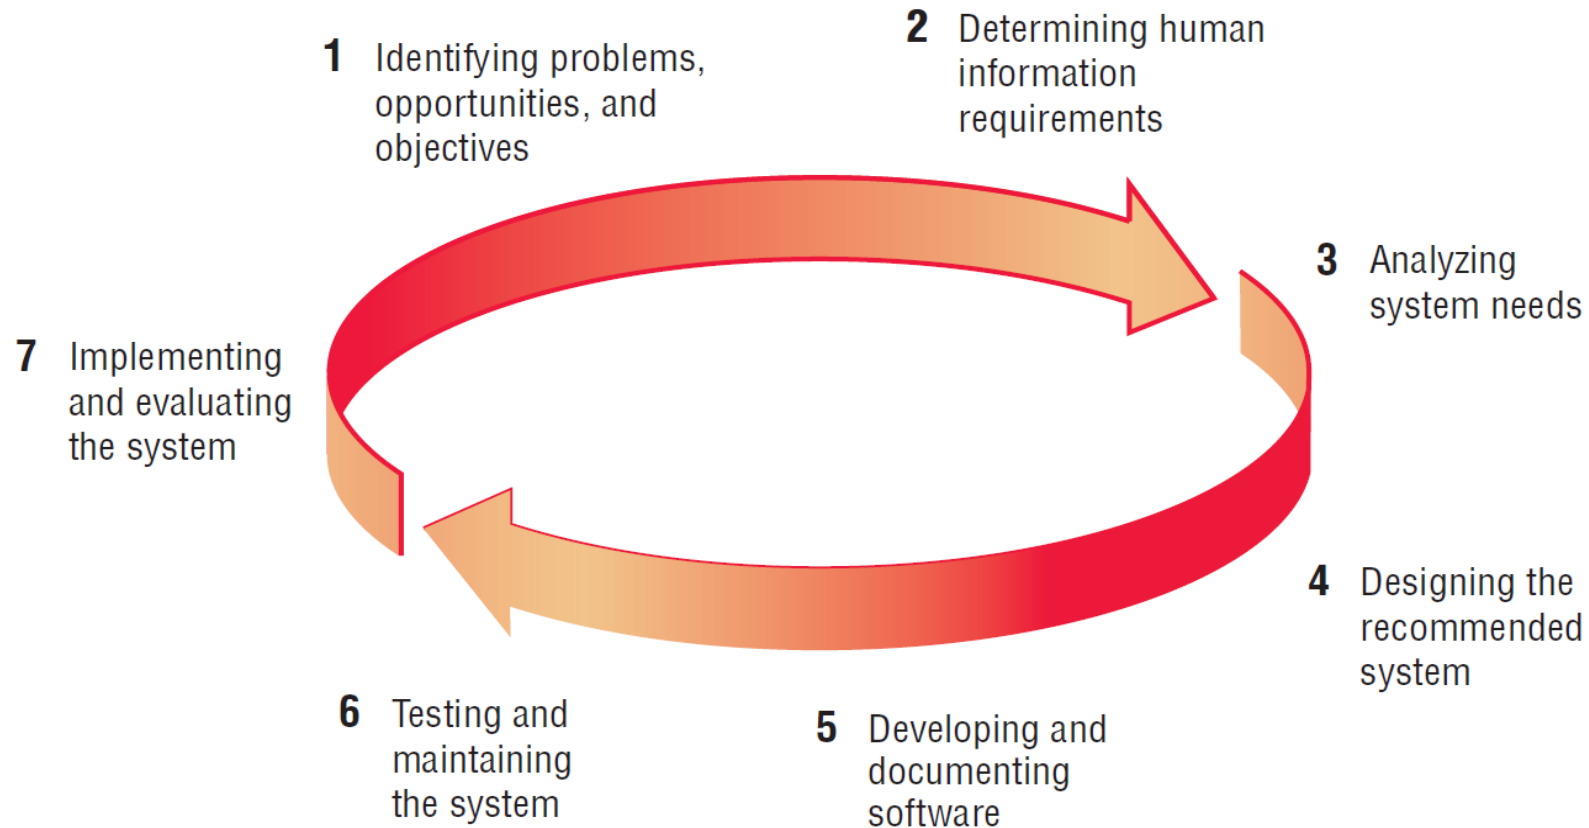 1 Identifying problems,
opportunities, and
objectives
2 Determining human
information
requirements
3 Analyzing
system needs
4 Designing the
recommended
system
5 Developing and
documenting
software
6 Testing and
maintaining
the system
7 Implementing
and evaluating
the system